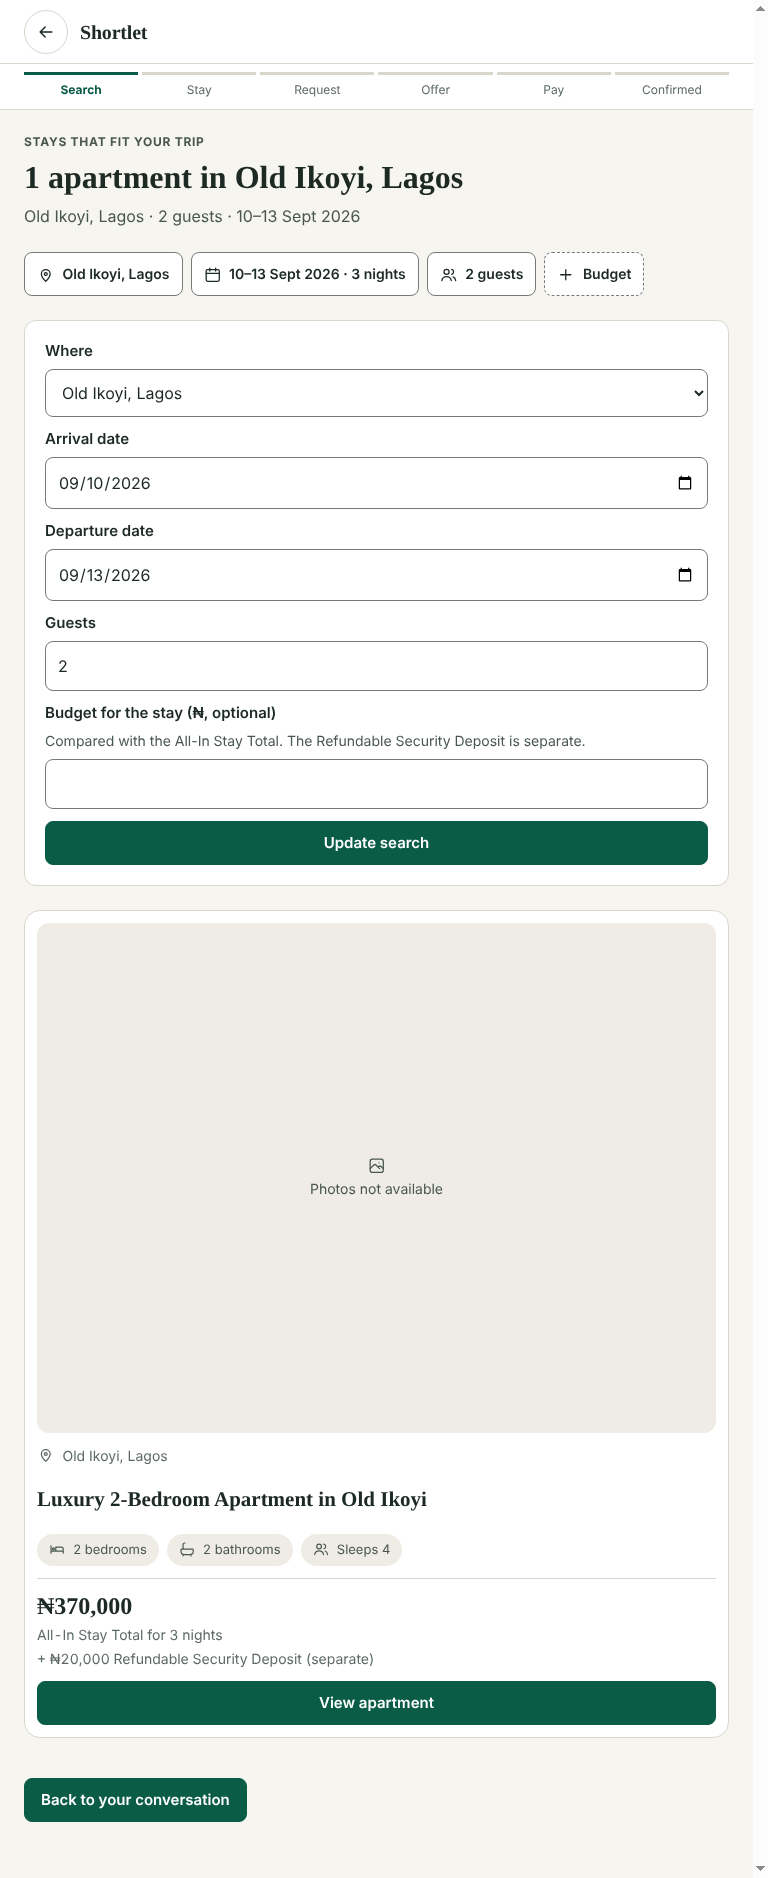 Shortlet
Search
Stay
Request
Offer
Pay
Confirmed
STAYS THAT FIT YOUR TRIP
1 apartment in Old Ikoyi, Lagos
Old Ikoyi, Lagos · 2 guests · 10–13 Sept 2026
Old Ikoyi, Lagos
10–13 Sept 2026 · 3 nights
2 guests
Budget
Where
Old Ikoyi, Lagos
Arrival date
09/10/2026
Departure date
09/13/2026
Guests
2
Budget for the stay (₦, optional)
Compared with the All-In Stay Total. The Refundable Security Deposit is separate.
Update search
Photos not available
Old Ikoyi, Lagos
Luxury 2-Bedroom Apartment in Old Ikoyi
2 bedrooms
2 bathrooms
Sleeps 4
₦370,000
All-In Stay Total for 3 nights
+ ₦20,000 Refundable Security Deposit (separate)
View apartment
Back to your conversation